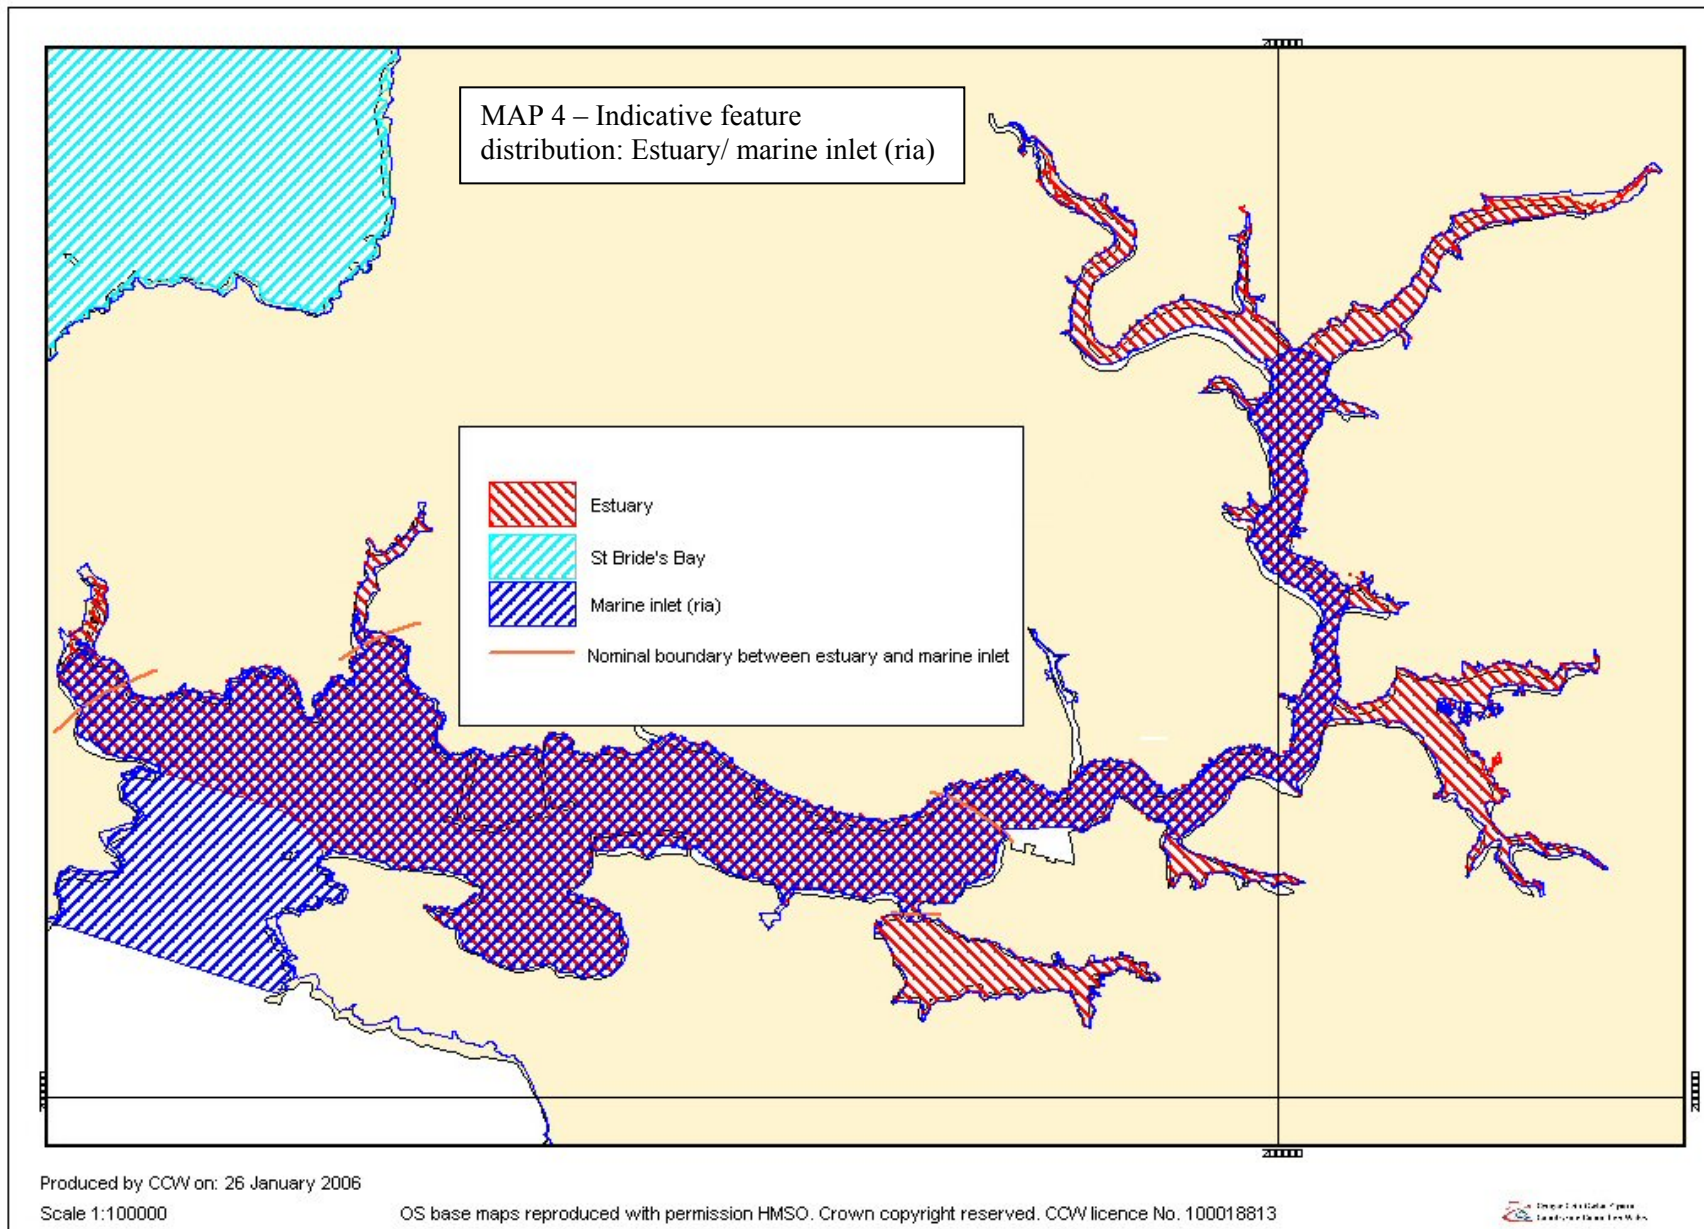 200000
MAP 4 – Indicative feature
distribution: Estuary/ marine inlet (ria)
Estuary
St Bride's Bay
Marine inlet (ria)
Nominal boundary between estuary and marine inlet
200000
Produced by CCW on: 26 January 2006
Scale 1:100000
OS base maps reproduced with permission HMSO. Crown copyright reserved. CCW licence No. 100018813